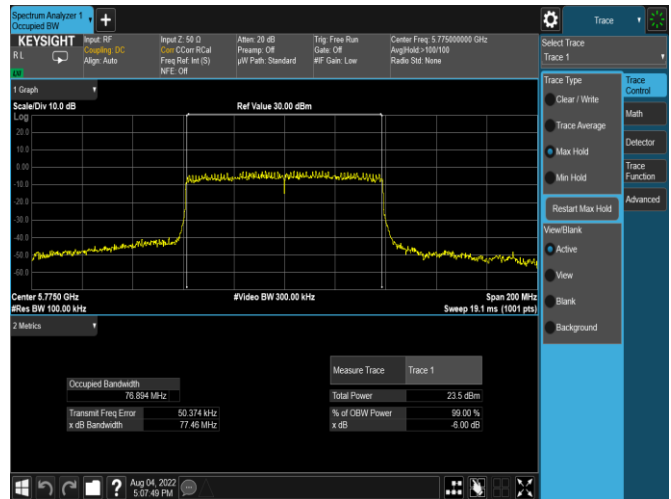 Spectrum Analyzer 1
Occupied BW
+
Trace
KEYSIGHT
RL
LW
Input: RF
Coupling: DC
Align: Auto
Input Z: 50 Ω
Corr CCorr RCal
Freq Ref: Int (S)
NFE: Off
Atten: 20 dB
Preamp: Off
µW Path: Standard
Trig: Free Run
Gate: Off
#IF Gain: Low
Center Freq: 5.775000000 GHz
Avg|Hold:>100/100
Radio Std: None
Select Trace
Trace 1
1 Graph
Scale/Div 10.0 dB
Ref Value 30.00 dBm
Log
20.0
10.0
0.00
-10.0
-20.0
-30.0
-40.0
-50.0
-60.0
Center 5.7750 GHz
#Video BW 300.00 kHz
Span 200 MHz
#Res BW 100.00 kHz
Sweep 19.1 ms (1001 pts)
Trace Type
Clear / Write
Trace Average
Max Hold
Min Hold
Restart Max Hold
View/Blank
Active
View
Blank
Background
Trace
Control
Math
Detector
Trace
Function
Advanced
2 Metrics
Measure Trace Trace 1
Occupied Bandwidth
76.894 MHz
Total Power 23.5 dBm
Transmit Freq Error 50.374 kHz
% of OBW Power 99.00 %
x dB Bandwidth 77.46 MHz
x dB -6.00 dB
?
Aug 04, 2022
5:07:49 PM